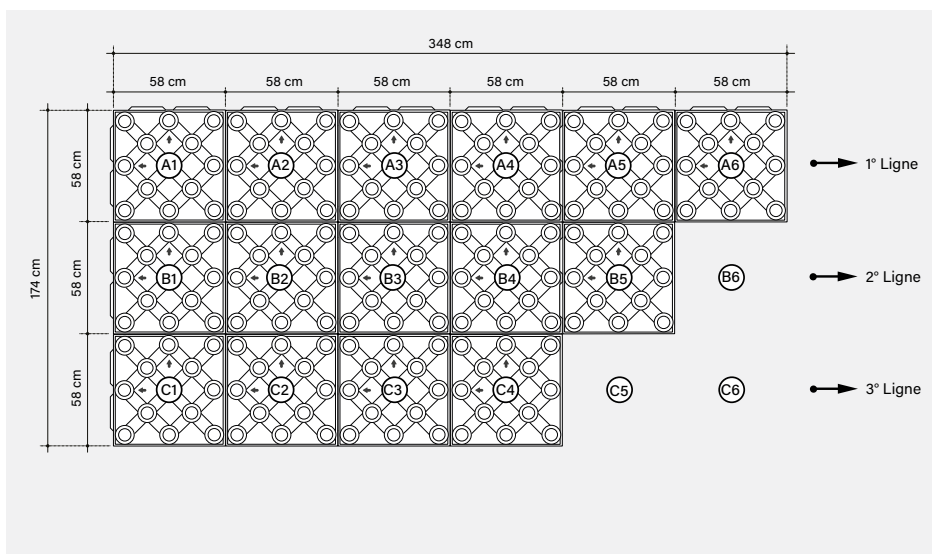 348 cm
58 cm 58 cm 58 cm 58 cm 58 cm 58 cm
58 cm A1 A2 A3 A4 A5 A6 1° Ligne
174 cm 58 cm B1 B2 B3 B4 B5 B6 2° Ligne
58 cm C1 C2 C3 C4 C5 C6 3° Ligne